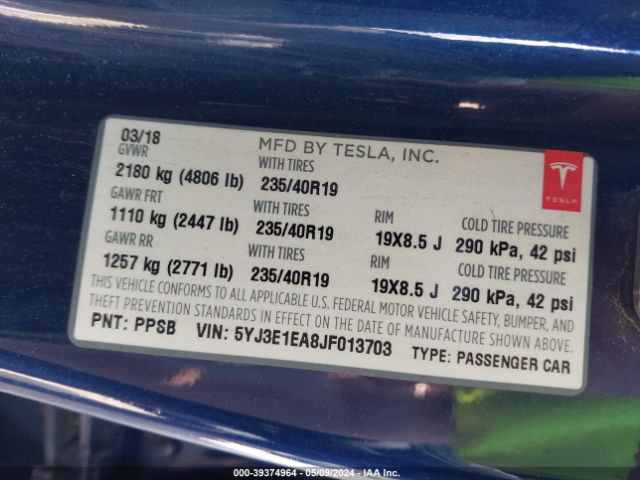 03/18 MFD BY TESLA, INC.
GVWR WITH TIRES
2180 kg (4806 lb) 235/40R19
GAWR FRT WITH TIRES RIM COLD TIRE PRESSURE
1110 kg (2447 lb) 235/40R19 19X8.5 J 290 kPa, 42 psi
GAWR RR WITH TIRES RIM COLD TIRE PRESSURE
1257 kg (2771 lb) 235/40R19 19X8.5 J 290 kPa, 42 psi
THIS VEHICLE CONFORMS TO ALL APPLICABLE U.S. FEDERAL MOTOR VEHICLE SAFETY, BUMPER, AND
THEFT PREVENTION STANDARDS IN EFFECT ON THE DATE OF MANUFACTURE SHOWN ABOVE.
PNT: PPSB VIN: 5YJ3E1EA8JF013703 TYPE: PASSENGER CAR
TESLA
000-39374964 - 05/09/2024 - IAA Inc.